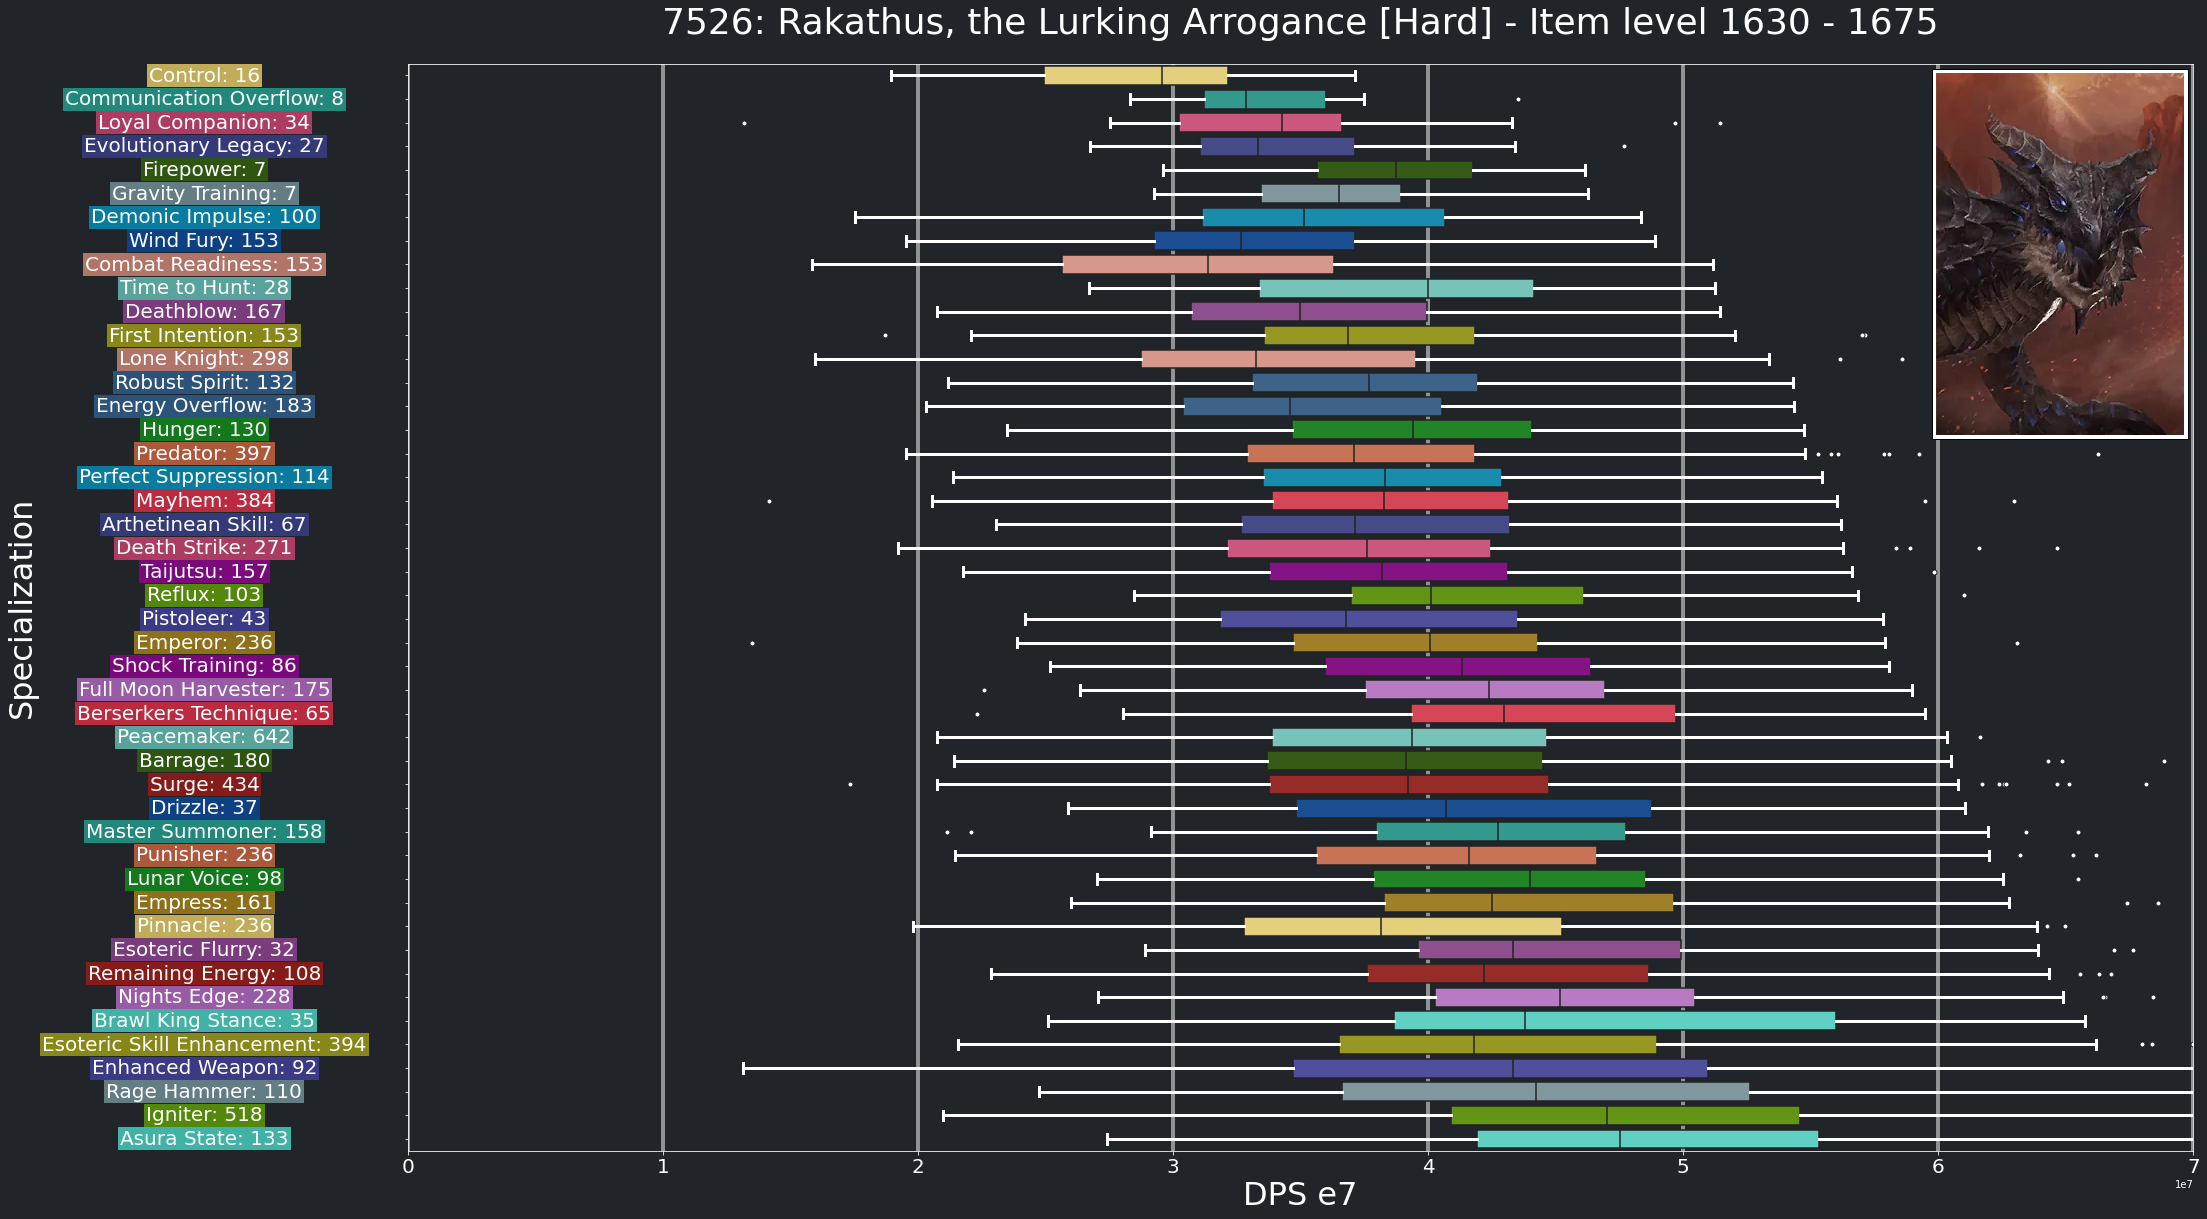 7526: Rakathus, the Lurking Arrogance [Hard] - Item level 1630 - 1675
Specialization
Control: 16
Communication Overflow: 8
Loyal Companion: 34
Evolutionary Legacy: 27
Firepower: 7
Gravity Training: 7
Demonic Impulse: 100
Wind Fury: 153
Combat Readiness: 153
Time to Hunt: 28
Deathblow: 167
First Intention: 153
Lone Knight: 298
Robust Spirit: 132
Energy Overflow: 183
Hunger: 130
Predator: 397
Perfect Suppression: 114
Mayhem: 384
Arthetinean Skill: 67
Death Strike: 271
Taijutsu: 157
Reflux: 103
Pistoleer: 43
Emperor: 236
Shock Training: 86
Full Moon Harvester: 175
Berserkers Technique: 65
Peacemaker: 642
Barrage: 180
Surge: 434
Drizzle: 37
Master Summoner: 158
Punisher: 236
Lunar Voice: 98
Empress: 161
Pinnacle: 236
Esoteric Flurry: 32
Remaining Energy: 108
Nights Edge: 228
Brawl King Stance: 35
Esoteric Skill Enhancement: 394
Enhanced Weapon: 92
Rage Hammer: 110
Igniter: 518
Asura State: 133
0 1 2 3 4 5 6 7
1e7
DPS e7